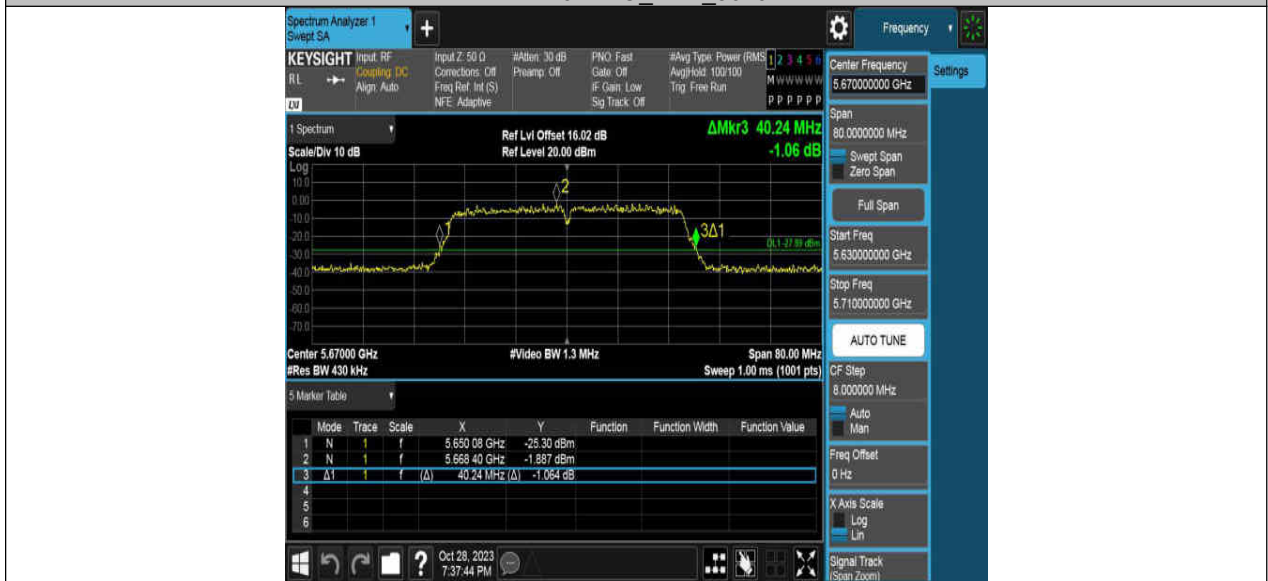 Spectrum Analyzer 1
Swept SA
+
Frequency
KEYSIGHT
RL
LXI
Input: RF
Coupling: DC
Align: Auto
Input Z: 50 Ω
Corrections: Off
Freq Ref: Int (S)
NFE: Adaptive
#Atten: 30 dB
Preamp: Off
PNO: Fast
Gate: Off
IF Gain: Low
Sig Track: Off
#Avg Type: Power (RMS
Avg|Hold: 100/100
Trig: Free Run
1 2 3 4 5 6
M W W W W W
P P P P P P
1 Spectrum
Scale/Div 10 dB
Ref Lvl Offset 16.02 dB
Ref Level 20.00 dBm
ΔMkr3 40.24 MHz
-1.06 dB
Log
10.0
0.00
-10.0
-20.0
-30.0
-40.0
-50.0
-60.0
-70.0
1
2
3Δ1
DL1 -27.89 dBm
Center 5.67000 GHz
#Res BW 430 kHz
#Video BW 1.3 MHz
Span 80.00 MHz
Sweep 1.00 ms (1001 pts)
5 Marker Table
Mode Trace Scale X Y Function Function Width Function Value
1 N 1 f 5.650 08 GHz -25.30 dBm
2 N 1 f 5.668 40 GHz -1.887 dBm
3 Δ1 1 f (Δ) 40.24 MHz (Δ) -1.064 dB
4
5
6
?
Oct 28, 2023
7:37:44 PM
Center Frequency
5.670000000 GHz
Settings
Span
80.0000000 MHz
Swept Span
Zero Span
Full Span
Start Freq
5.630000000 GHz
Stop Freq
5.710000000 GHz
AUTO TUNE
CF Step
8.000000 MHz
Auto
Man
Freq Offset
0 Hz
X Axis Scale
Log
Lin
Signal Track
(Span Zoom)